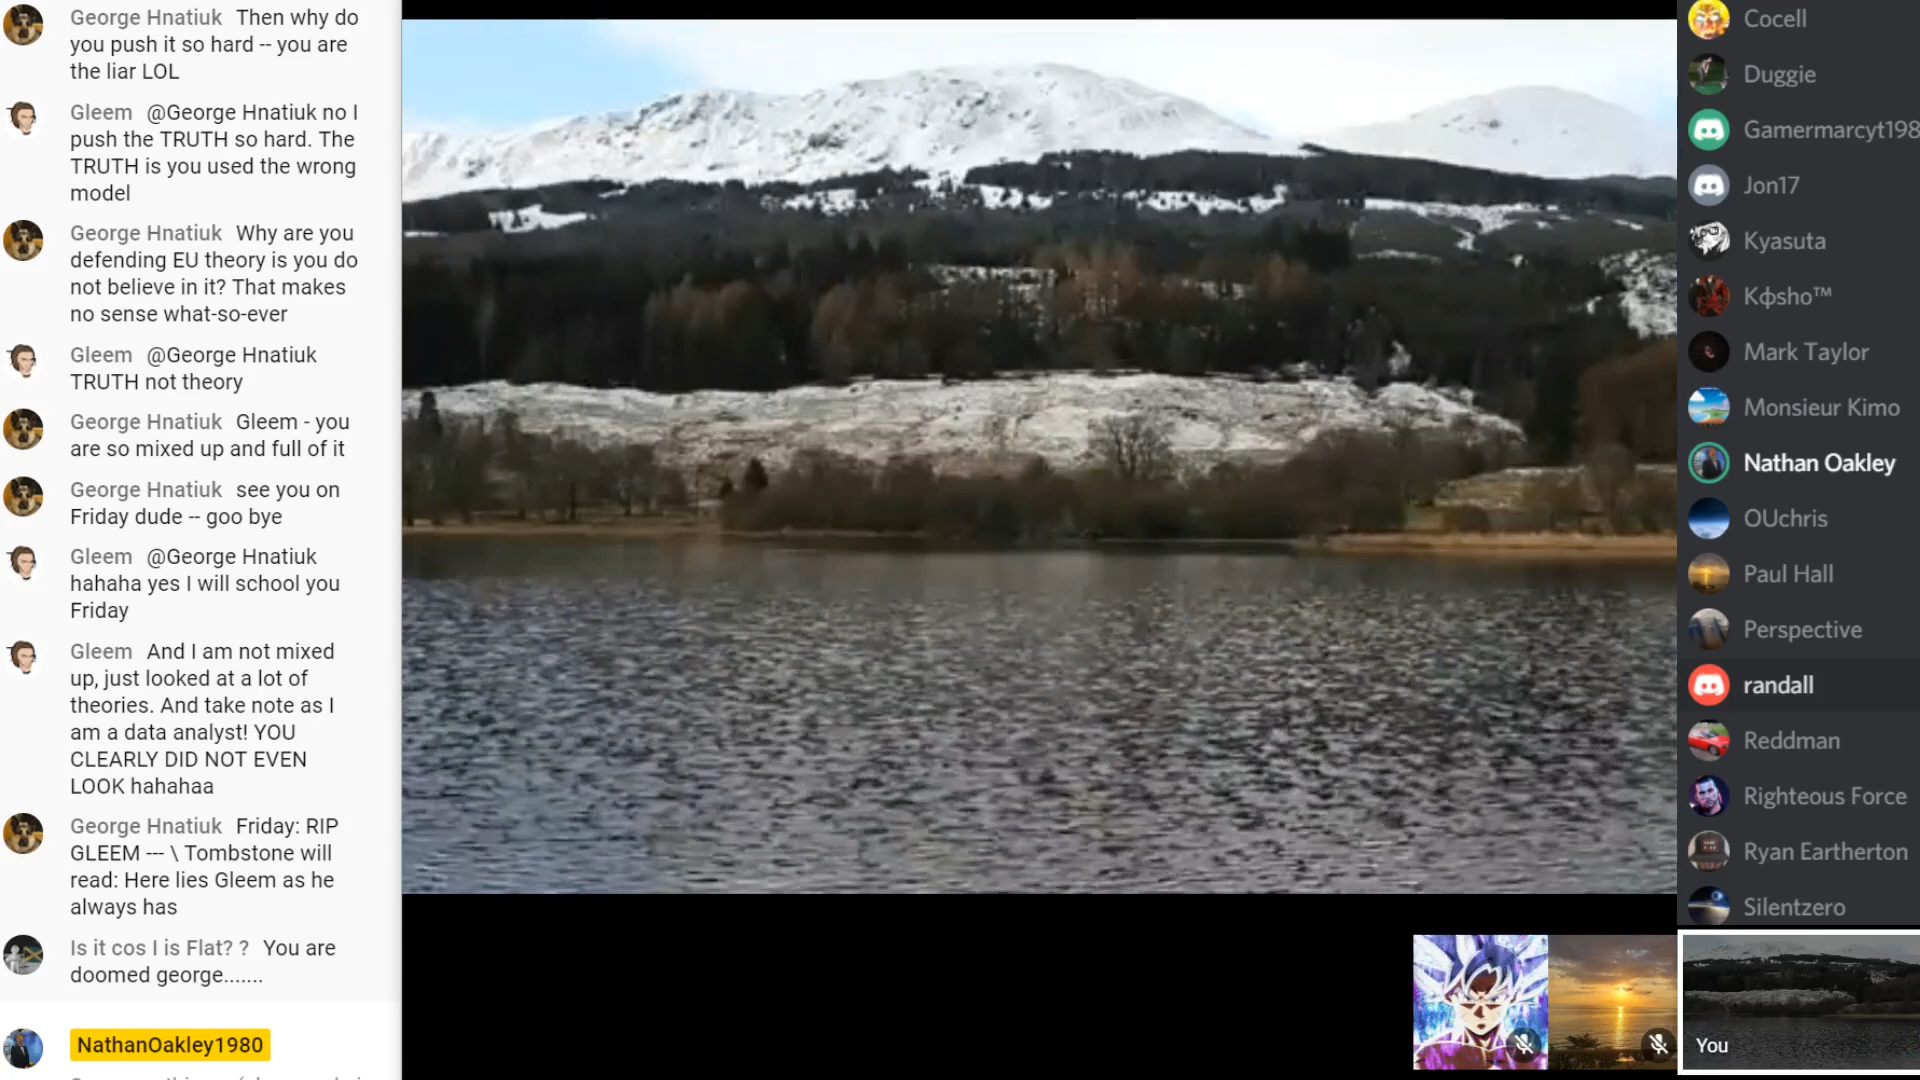 George Hnatiuk Then why do
you push it so hard -- you are
the liar LOL
Gleem @George Hnatiuk no I
push the TRUTH so hard. The
TRUTH is you used the wrong
model
George Hnatiuk Why are you
defending EU theory is you do
not believe in it? That makes
no sense what-so-ever
Gleem @George Hnatiuk
TRUTH not theory
George Hnatiuk Gleem - you
are so mixed up and full of it
George Hnatiuk see you on
Friday dude -- goo bye
Gleem @George Hnatiuk
hahaha yes I will school you
Friday
Gleem And I am not mixed
up, just looked at a lot of
theories. And take note as I
am a data analyst! YOU
CLEARLY DID NOT EVEN
LOOK hahahaa
George Hnatiuk Friday: RIP
GLEEM --- \ Tombstone will
read: Here lies Gleem as he
always has
Is it cos I is Flat? ? You are
doomed george.......
NathanOakley1980
Cocell
Duggie
Gamermarcyt198
Jon17
Kyasuta
Kфsho™
Mark Taylor
Monsieur Kimo
Nathan Oakley
OUchris
Paul Hall
Perspective
randall
Reddman
Righteous Force
Ryan Eartherton
Silentzero
You